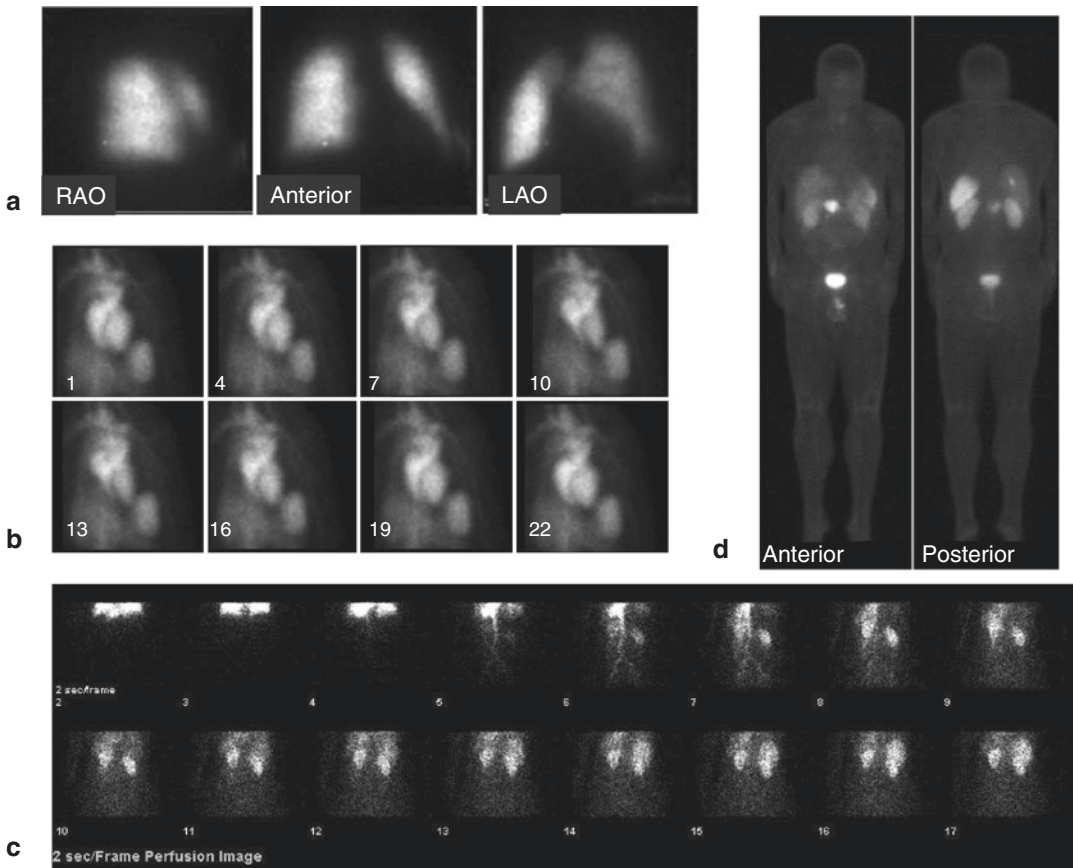 a
RAO
Anterior
LAO
b
1
4
7
10
13
16
19
22
d
Anterior
Posterior
c
2 sec/frame
2
3
4
5
6
7
8
9
10
11
12
13
14
15
16
17
2 sec/Frame Perfusion Image